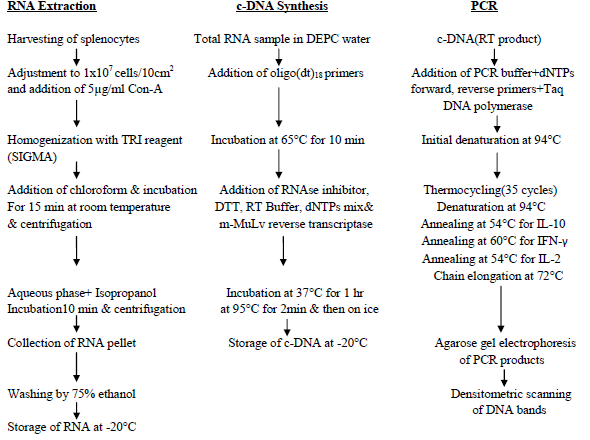 RNA Extraction
Harvesting of splenocytes
Adjustment to 1x10⁷ cells/10cm²
and addition of 5µg/ml Con-A
Homogenization with TRI reagent
(SIGMA)
Addition of chloroform & incubation
For 15 min at room temperature
& centrifugation
Aqueous phase+ Isopropanol
Incubation10 min & centrifugation
Collection of RNA pellet
Washing by 75% ethanol
Storage of RNA at -20°C
c-DNA Synthesis
Total RNA sample in DEPC water
Addition of oligo(dt)₁₈ primers
Incubation at 65°C for 10 min
Addition of RNAse inhibitor,
DTT, RT Buffer, dNTPs mix&
m-MuLv reverse transcriptase
Incubation at 37°C for 1 hr
at 95°C for 2min & then on ice
Storage of c-DNA at -20°C
PCR
c-DNA(RT product)
Addition of PCR buffer+dNTPs
forward, reverse primers+Taq
DNA polymerase
Initial denaturation at 94°C
Thermocycling(35 cycles)
Denaturation at 94°C
Annealing at 54°C for IL-10
Annealing at 60°C for IFN-γ
Annealing at 54°C for IL-2
Chain elongation at 72°C
Agarose gel electrophoresis
of PCR products
Densitometric scanning
of DNA bands